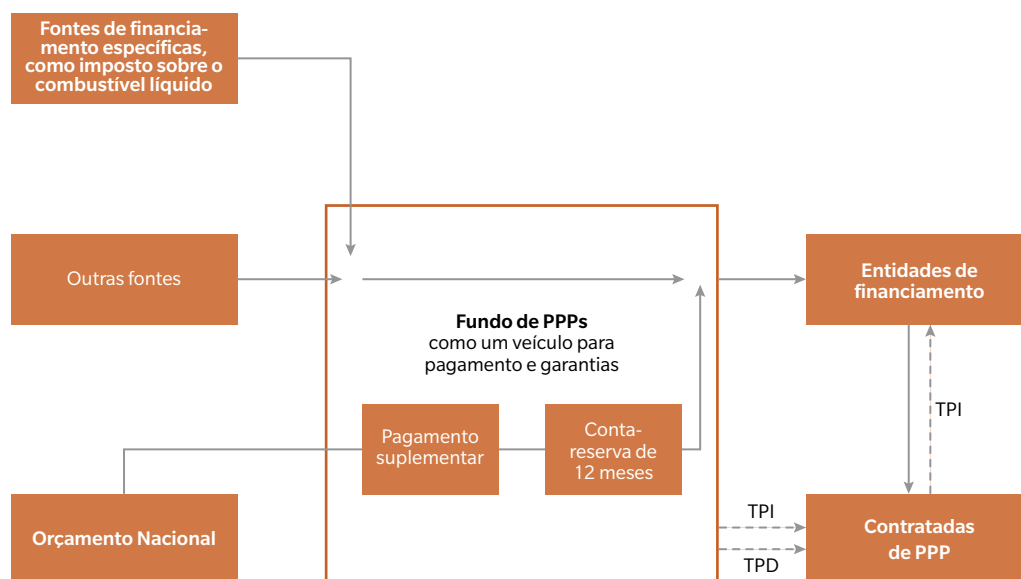 Fontes de financia-
mento específicas,
como imposto sobre o
combustível líquido
Outras fontes
Entidades de
financiamento
Fundo de PPPs
como um veículo para
pagamento e garantias
TPI
Pagamento
suplementar
Conta-
reserva de
12 meses
Orçamento Nacional
TPI
TPD
Contratadas
de PPP